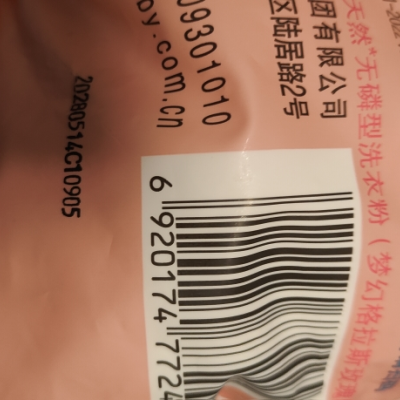 天然*无磷型洗衣粉（梦幻格拉斯玫瑰
团有限公司
区陆居路2号
09301010
by.com.cn
20280514C10905
6 920174 7724